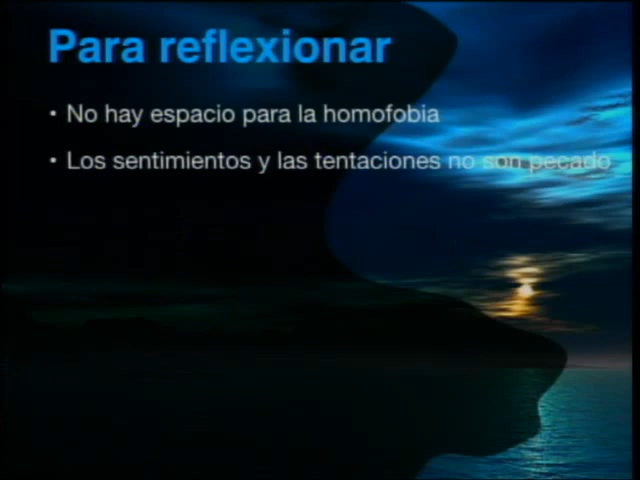 Para reflexionar
• No hay espacio para la homofobia
• Los sentimientos y las tentaciones no son pecado